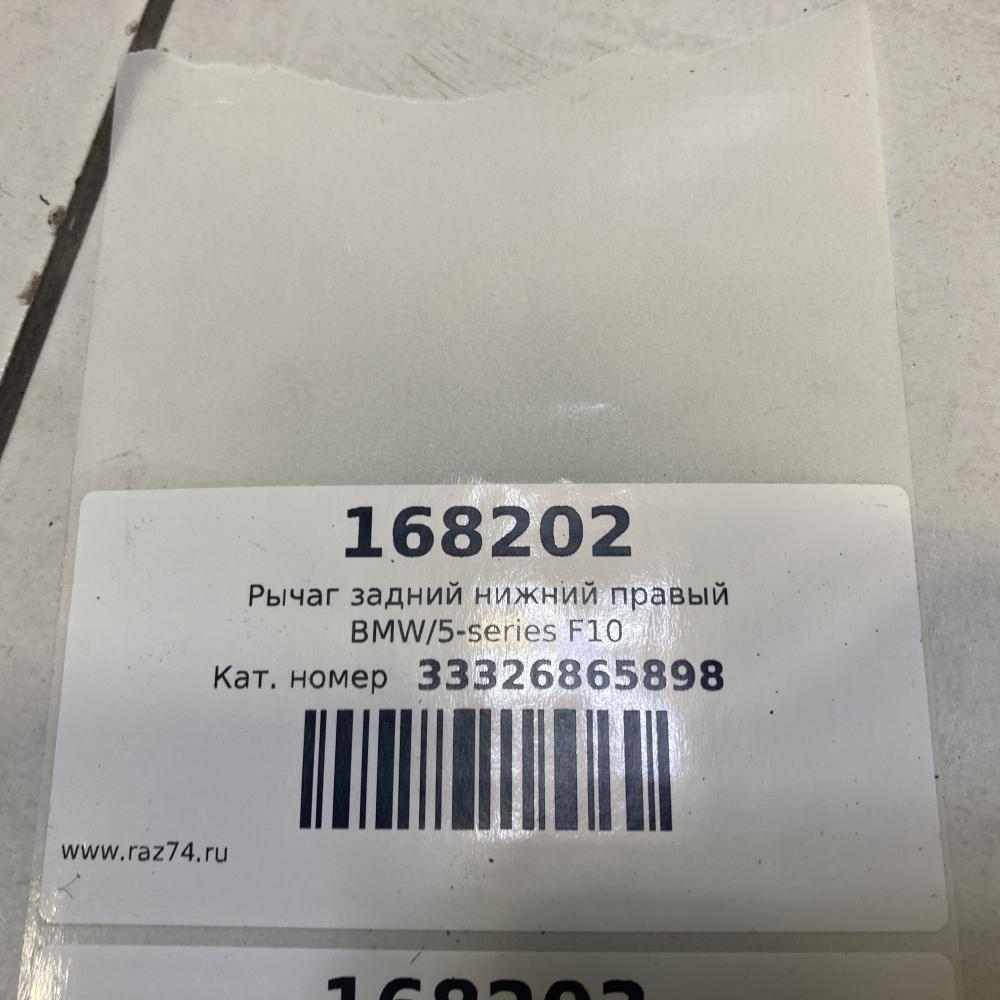 168202
Рычаг задний нижний правый
BMW/5-series F10
Кат. номер 33326865898
www.raz74.ru